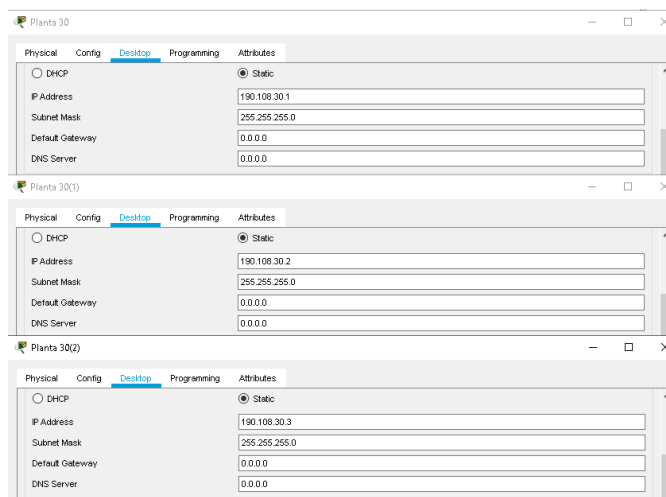 Planta 30
Physical Config Desktop Programming Attributes
DHCP Static
IP Address 190.108.30.1
Subnet Mask 255.255.255.0
Default Gateway 0.0.0.0
DNS Server 0.0.0.0
Planta 30(1)
Physical Config Desktop Programming Attributes
DHCP Static
IP Address 190.108.30.2
Subnet Mask 255.255.255.0
Default Gateway 0.0.0.0
DNS Server 0.0.0.0
Planta 30(2)
Physical Config Desktop Programming Attributes
DHCP Static
IP Address 190.108.30.3
Subnet Mask 255.255.255.0
Default Gateway 0.0.0.0
DNS Server 0.0.0.0